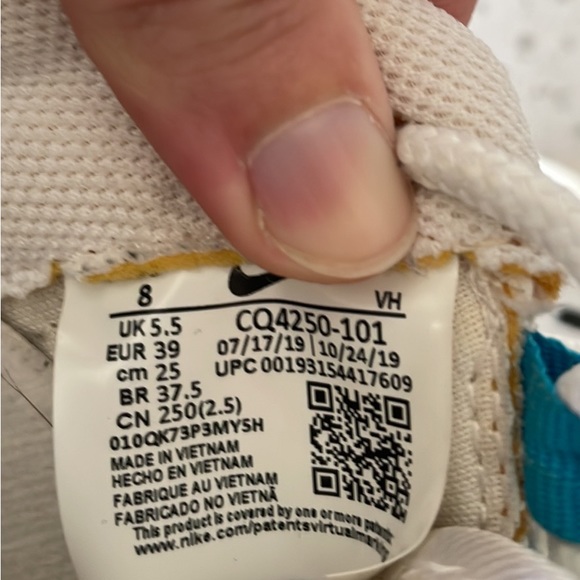 8 VH
UK 5.5 CQ4250-101
EUR 39 07/17/19 | 10/24/19
cm 25 UPC 00193154417609
BR 37.5
CN 250(2.5)
010QK73P3MY5H
MADE IN VIETNAM
HECHO EN VIETNAM
FABRIQUE AU VIETNAM
FABRICADO NO VIETNÃ
This product is covered by one or more patents.
www.nike.com/patentsvirtual